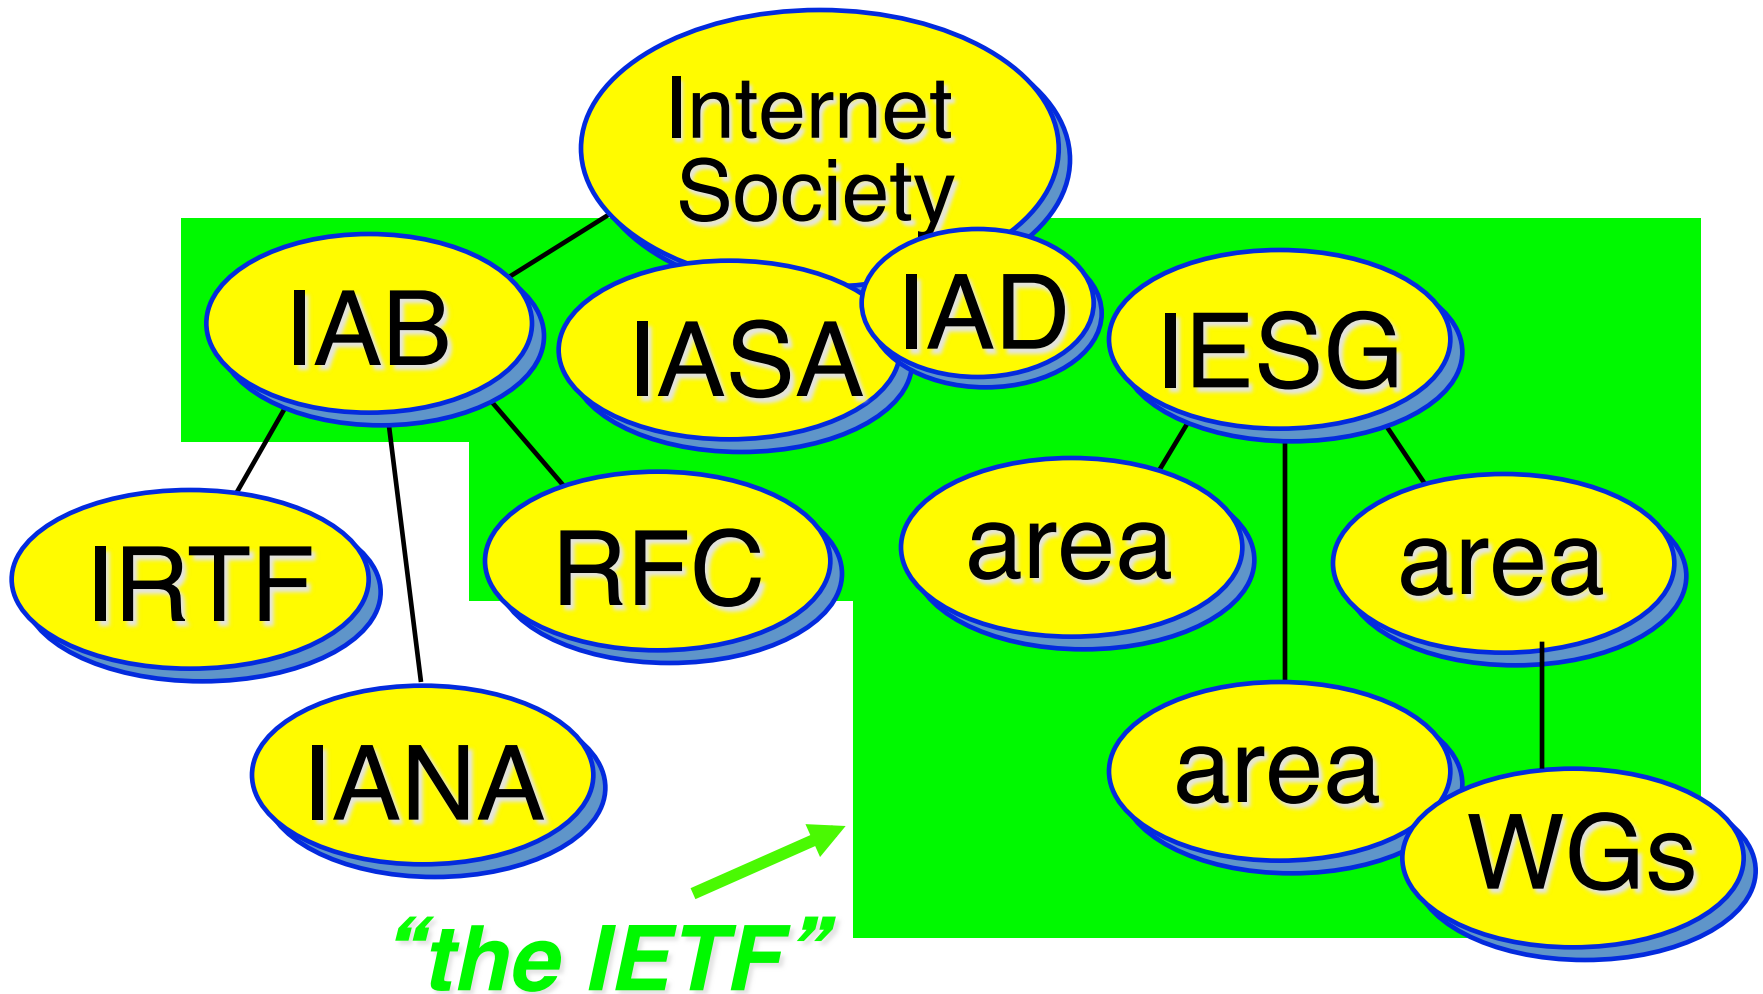 Internet
Society
IAB
IASA
IAD
IESG
IRTF
RFC
area
area
IANA
area
WGs
“the IETF”